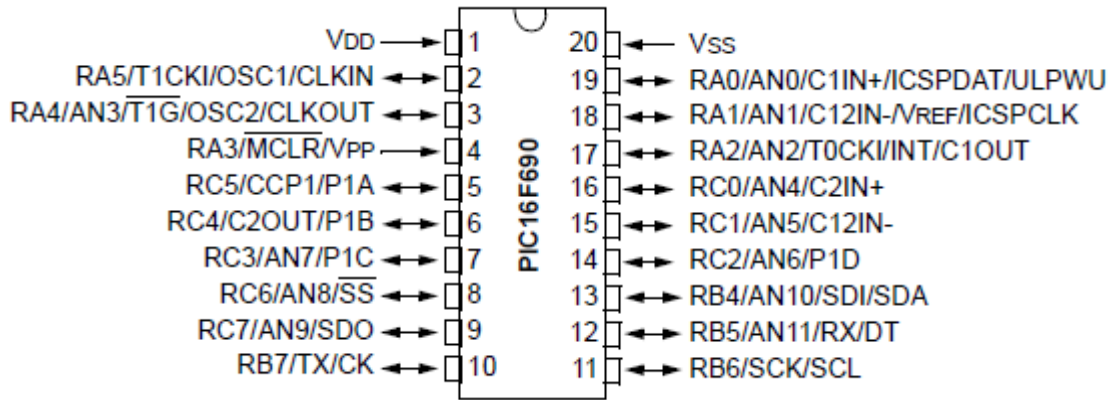 VDD 1 20 VSS
RA5/T1CKI/OSC1/CLKIN 2 19 RA0/AN0/C1IN+/ICSPDAT/ULPWU
RA4/AN3/T1G/OSC2/CLKOUT 3 18 RA1/AN1/C12IN-/VREF/ICSPCLK
RA3/MCLR/VPP 4 17 RA2/AN2/T0CKI/INT/C1OUT
RC5/CCP1/P1A 5 16 RC0/AN4/C2IN+
RC4/C2OUT/P1B 6 15 RC1/AN5/C12IN-
RC3/AN7/P1C 7 14 RC2/AN6/P1D
RC6/AN8/SS 8 13 RB4/AN10/SDI/SDA
RC7/AN9/SDO 9 12 RB5/AN11/RX/DT
RB7/TX/CK 10 11 RB6/SCK/SCL
PIC16F690